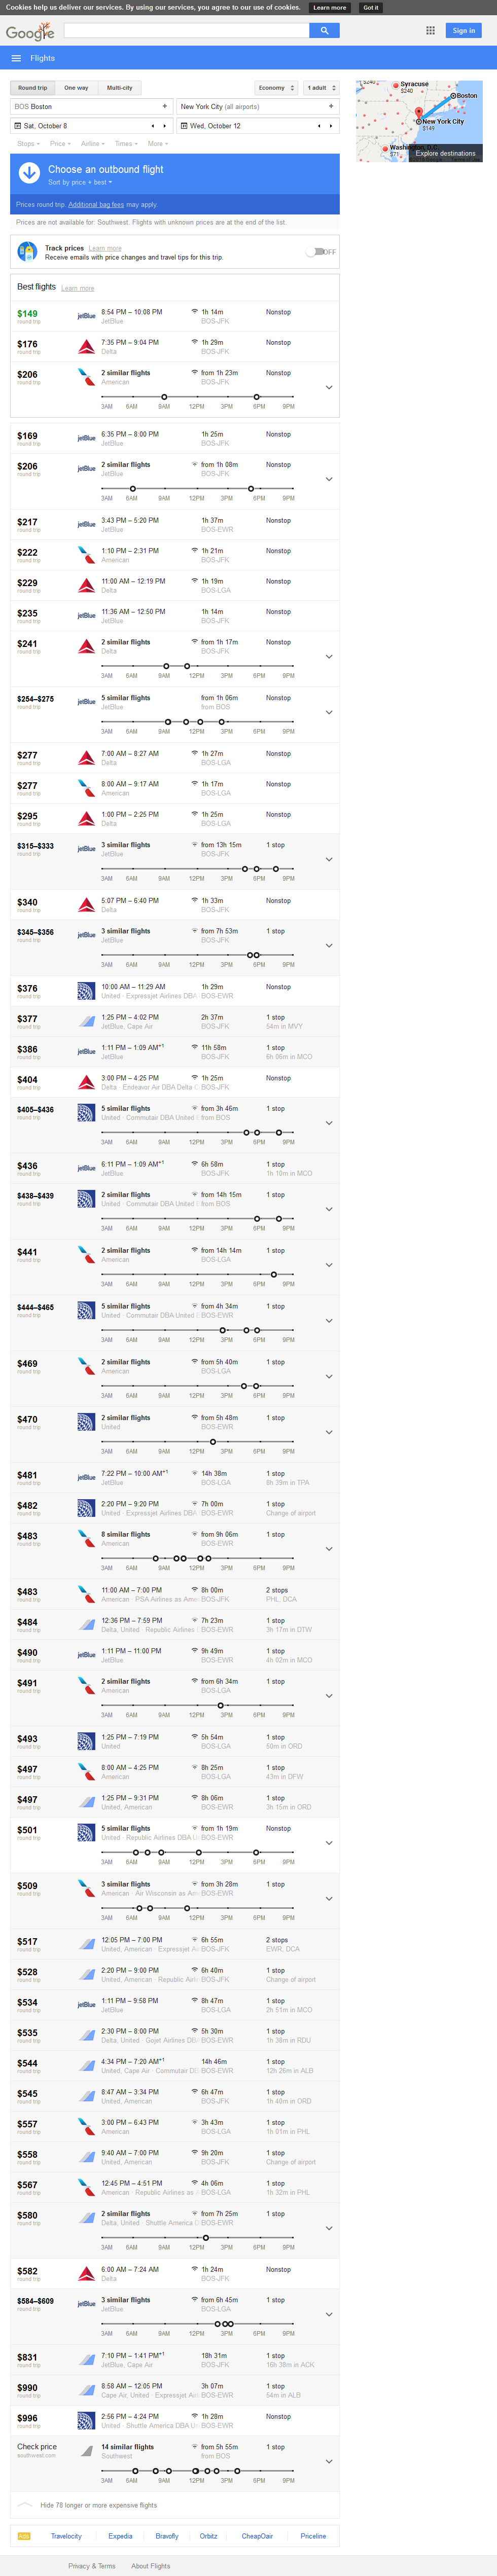 Cookies help us deliver our services. By using our services, you agree to our use of cookies. Learn more Got it
Google
Sign in
Flights
Round trip One way Multi-city Economy 1 adult
BOS Boston + New York City (all airports) +
Sat, October 8 Wed, October 12
Stops Price Airline Times More
Choose an outbound flight
Sort by price + best
Prices round trip. Additional bag fees may apply.
Prices are not available for: Southwest. Flights with unknown prices are at the end of the list.
Track prices Learn more
Receive emails with price changes and travel tips for this trip.
OFF
$240
Syracuse
$240
Boston
New York City
$149
Washington, D.C.
$71
Explore destinations
Best flights Learn more
$149 jetBlue 8:54 PM – 10:08 PM 1h 14m Nonstop
round trip JetBlue BOS-JFK
$176 7:35 PM – 9:04 PM 1h 29m Nonstop
round trip Delta BOS-JFK
$206 2 similar flights from 1h 23m Nonstop
round trip American BOS-JFK
3AM 6AM 9AM 12PM 3PM 6PM 9PM
$169 jetBlue 6:35 PM – 8:00 PM 1h 25m Nonstop
round trip JetBlue BOS-JFK
$206 jetBlue 2 similar flights from 1h 08m Nonstop
round trip JetBlue BOS-JFK
3AM 6AM 9AM 12PM 3PM 6PM 9PM
$217 jetBlue 3:43 PM – 5:20 PM 1h 37m Nonstop
round trip JetBlue BOS-EWR
$222 1:10 PM – 2:31 PM 1h 21m Nonstop
round trip American BOS-JFK
$229 11:00 AM – 12:19 PM 1h 19m Nonstop
round trip Delta BOS-LGA
$235 jetBlue 11:36 AM – 12:50 PM 1h 14m Nonstop
round trip JetBlue BOS-JFK
$241 2 similar flights from 1h 17m Nonstop
round trip Delta BOS-JFK
3AM 6AM 9AM 12PM 3PM 6PM 9PM
$254–$275 jetBlue 5 similar flights from 1h 06m Nonstop
round trip JetBlue from BOS
3AM 6AM 9AM 12PM 3PM 6PM 9PM
$277 7:00 AM – 8:27 AM 1h 27m Nonstop
round trip Delta BOS-LGA
$277 8:00 AM – 9:17 AM 1h 17m Nonstop
round trip American BOS-LGA
$295 1:00 PM – 2:25 PM 1h 25m Nonstop
round trip Delta BOS-LGA
$315–$333 jetBlue 3 similar flights from 13h 15m 1 stop
round trip JetBlue BOS-JFK
3AM 6AM 9AM 12PM 3PM 6PM 9PM
$340 5:07 PM – 6:40 PM 1h 33m Nonstop
round trip Delta BOS-JFK
$345–$356 jetBlue 3 similar flights from 7h 53m 1 stop
round trip JetBlue BOS-JFK
3AM 6AM 9AM 12PM 3PM 6PM 9PM
$376 10:00 AM – 11:29 AM 1h 29m Nonstop
round trip United · Expressjet Airlines DBA BOS-EWR
$377 1:25 PM – 4:02 PM 2h 37m 1 stop
round trip JetBlue, Cape Air BOS-JFK 54m in MVY
$386 jetBlue 1:11 PM – 1:09 AM+1 11h 58m 1 stop
round trip JetBlue BOS-JFK 6h 06m in MCO
$404 3:00 PM – 4:25 PM 1h 25m Nonstop
round trip Delta · Endeavor Air DBA Delta BOS-JFK
$405–$436 5 similar flights from 3h 46m 1 stop
round trip United · Commutair DBA United from BOS
3AM 6AM 9AM 12PM 3PM 6PM 9PM
$436 jetBlue 6:11 PM – 1:09 AM+1 6h 58m 1 stop
round trip JetBlue BOS-JFK 1h 10m in MCO
$438–$439 2 similar flights from 14h 15m 1 stop
round trip United · Commutair DBA United from BOS
3AM 6AM 9AM 12PM 3PM 6PM 9PM
$441 2 similar flights from 14h 14m 1 stop
round trip American BOS-LGA
3AM 6AM 9AM 12PM 3PM 6PM 9PM
$444–$465 5 similar flights from 4h 34m 1 stop
round trip United · Commutair DBA United BOS-EWR
3AM 6AM 9AM 12PM 3PM 6PM 9PM
$469 2 similar flights from 5h 40m 1 stop
round trip American BOS-LGA
3AM 6AM 9AM 12PM 3PM 6PM 9PM
$470 2 similar flights from 5h 48m 1 stop
round trip United BOS-EWR
3AM 6AM 9AM 12PM 3PM 6PM 9PM
$481 jetBlue 7:22 PM – 10:00 AM+1 14h 38m 1 stop
round trip JetBlue BOS-LGA 8h 39m in TPA
$482 2:20 PM – 9:20 PM 7h 00m 1 stop
round trip United · Expressjet Airlines DBA BOS-EWR Change of airport
$483 8 similar flights from 9h 06m 1 stop
round trip American BOS-EWR
3AM 6AM 9AM 12PM 3PM 6PM 9PM
$483 11:00 AM – 7:00 PM 8h 00m 2 stops
round trip American · PSA Airlines as Amer BOS-JFK PHL, DCA
$484 12:36 PM – 7:59 PM 7h 23m 1 stop
round trip Delta, United · Republic Airlines BOS-EWR 3h 17m in DTW
$490 jetBlue 1:11 PM – 11:00 PM 9h 49m 1 stop
round trip JetBlue BOS-EWR 4h 02m in MCO
$491 2 similar flights from 6h 34m 1 stop
round trip American BOS-LGA
3AM 6AM 9AM 12PM 3PM 6PM 9PM
$493 1:25 PM – 7:19 PM 5h 54m 1 stop
round trip United BOS-LGA 50m in ORD
$497 8:00 AM – 4:25 PM 8h 25m 1 stop
round trip American BOS-LGA 43m in DFW
$497 1:25 PM – 9:31 PM 8h 06m 1 stop
round trip United, American BOS-EWR 3h 15m in ORD
$501 5 similar flights from 1h 19m Nonstop
round trip United · Republic Airlines DBA U BOS-EWR
3AM 6AM 9AM 12PM 3PM 6PM 9PM
$509 3 similar flights from 3h 28m 1 stop
round trip American · Air Wisconsin as Am BOS-EWR
3AM 6AM 9AM 12PM 3PM 6PM 9PM
$517 12:05 PM – 7:00 PM 6h 55m 2 stops
round trip United, American · Expressjet Ai BOS-JFK EWR, DCA
$528 2:20 PM – 9:00 PM 6h 40m 1 stop
round trip United, American · Republic Airli BOS-JFK Change of airport
$534 jetBlue 1:11 PM – 9:58 PM 8h 47m 1 stop
round trip JetBlue BOS-JFK 2h 51m in MCO
$535 2:30 PM – 8:00 PM 5h 30m 1 stop
round trip Delta, United · Gojet Airlines DB BOS-EWR 1h 38m in RDU
$544 4:34 PM – 7:20 AM+1 14h 46m 1 stop
round trip United, Cape Air · Commutair D BOS-EWR 12h 26m in ALB
$545 8:47 AM – 3:34 PM 6h 47m 1 stop
round trip United, American BOS-JFK 1h 40m in ORD
$557 3:00 PM – 6:43 PM 3h 43m 1 stop
round trip American BOS-LGA 1h 01m in PHL
$558 9:40 AM – 7:00 PM 9h 20m 1 stop
round trip United, American BOS-JFK Change of airport
$567 12:45 PM – 4:51 PM 4h 06m 1 stop
round trip American · Republic Airlines as A BOS-LGA 1h 32m in PHL
$580 2 similar flights from 7h 25m 1 stop
round trip Delta, United · Shuttle America BOS-EWR
3AM 6AM 9AM 12PM 3PM 6PM 9PM
$582 6:00 AM – 7:24 AM 1h 24m Nonstop
round trip Delta BOS-JFK
$584–$609 jetBlue 3 similar flights from 6h 45m 1 stop
round trip JetBlue BOS-LGA
3AM 6AM 9AM 12PM 3PM 6PM 9PM
$831 7:10 PM – 1:41 PM+1 18h 31m 1 stop
round trip JetBlue, Cape Air BOS-JFK 16h 38m in ACK
$990 8:58 AM – 12:05 PM 3h 07m 1 stop
round trip Cape Air, United · Expressjet Air BOS-EWR 54m in ALB
$996 2:56 PM – 4:24 PM 1h 28m Nonstop
round trip United · Shuttle America DBA U BOS-EWR
Check price 14 similar flights from 5h 55m 1 stop
southwest.com Southwest from BOS
3AM 6AM 9AM 12PM 3PM 6PM 9PM
Hide 78 longer or more expensive flights
Ads Travelocity Expedia Bravofly Orbitz CheapOair Priceline
Privacy & Terms About Flights